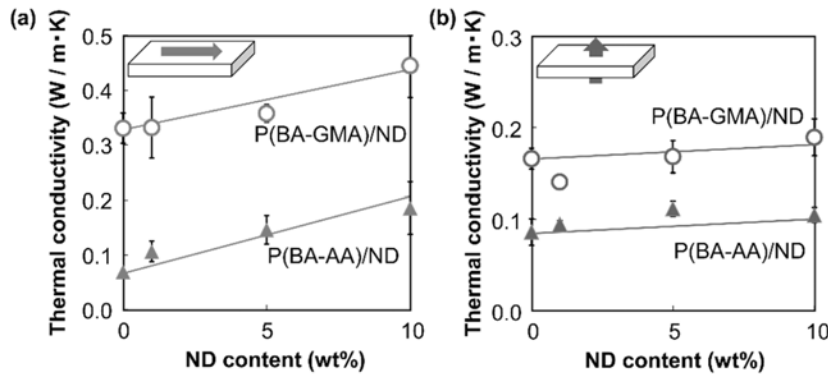 (a)
Thermal conductivity (W / m・K)
0.5
0.4
0.3
0.2
0.1
0.0
P(BA-GMA)/ND
P(BA-AA)/ND
0
5
10
ND content (wt%)
(b)
Thermal conductivity (W / m・K)
0.3
0.2
0.1
0.0
P(BA-GMA)/ND
P(BA-AA)/ND
0
5
10
ND content (wt%)